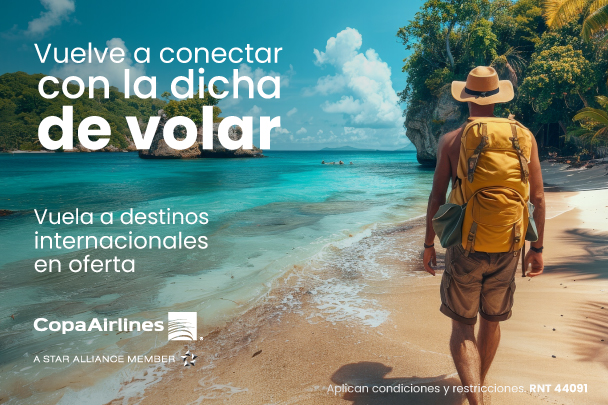 Vuelve a conectar
con la dicha
de volar
Vuela a destinos
internacionales
en oferta
CopaAirlines
A STAR ALLIANCE MEMBER
Aplican condiciones y restricciones. RNT 44091